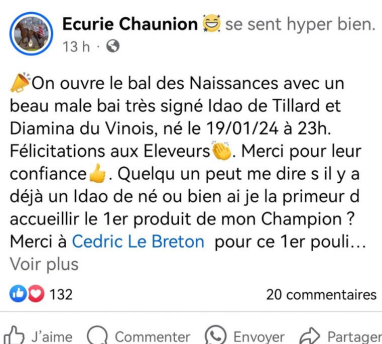 Ecurie Chaunion 😹 se sent hyper bien.
13 h ·
🎉On ouvre le bal des Naissances avec un
beau male bai très signé Idao de Tillard et
Diamina du Vinois, né le 19/01/24 à 23h.
Félicitations aux Eleveurs👏. Merci pour leur
confiance👍. Quelqu un peut me dire s il y a
déjà un Idao de né ou bien ai je la primeur d
accueillir le 1er produit de mon Champion ?
Merci à Cedric Le Breton pour ce 1er pouli...
Voir plus
132
20 commentaires
J'aime
Commenter
Envoyer
Partager